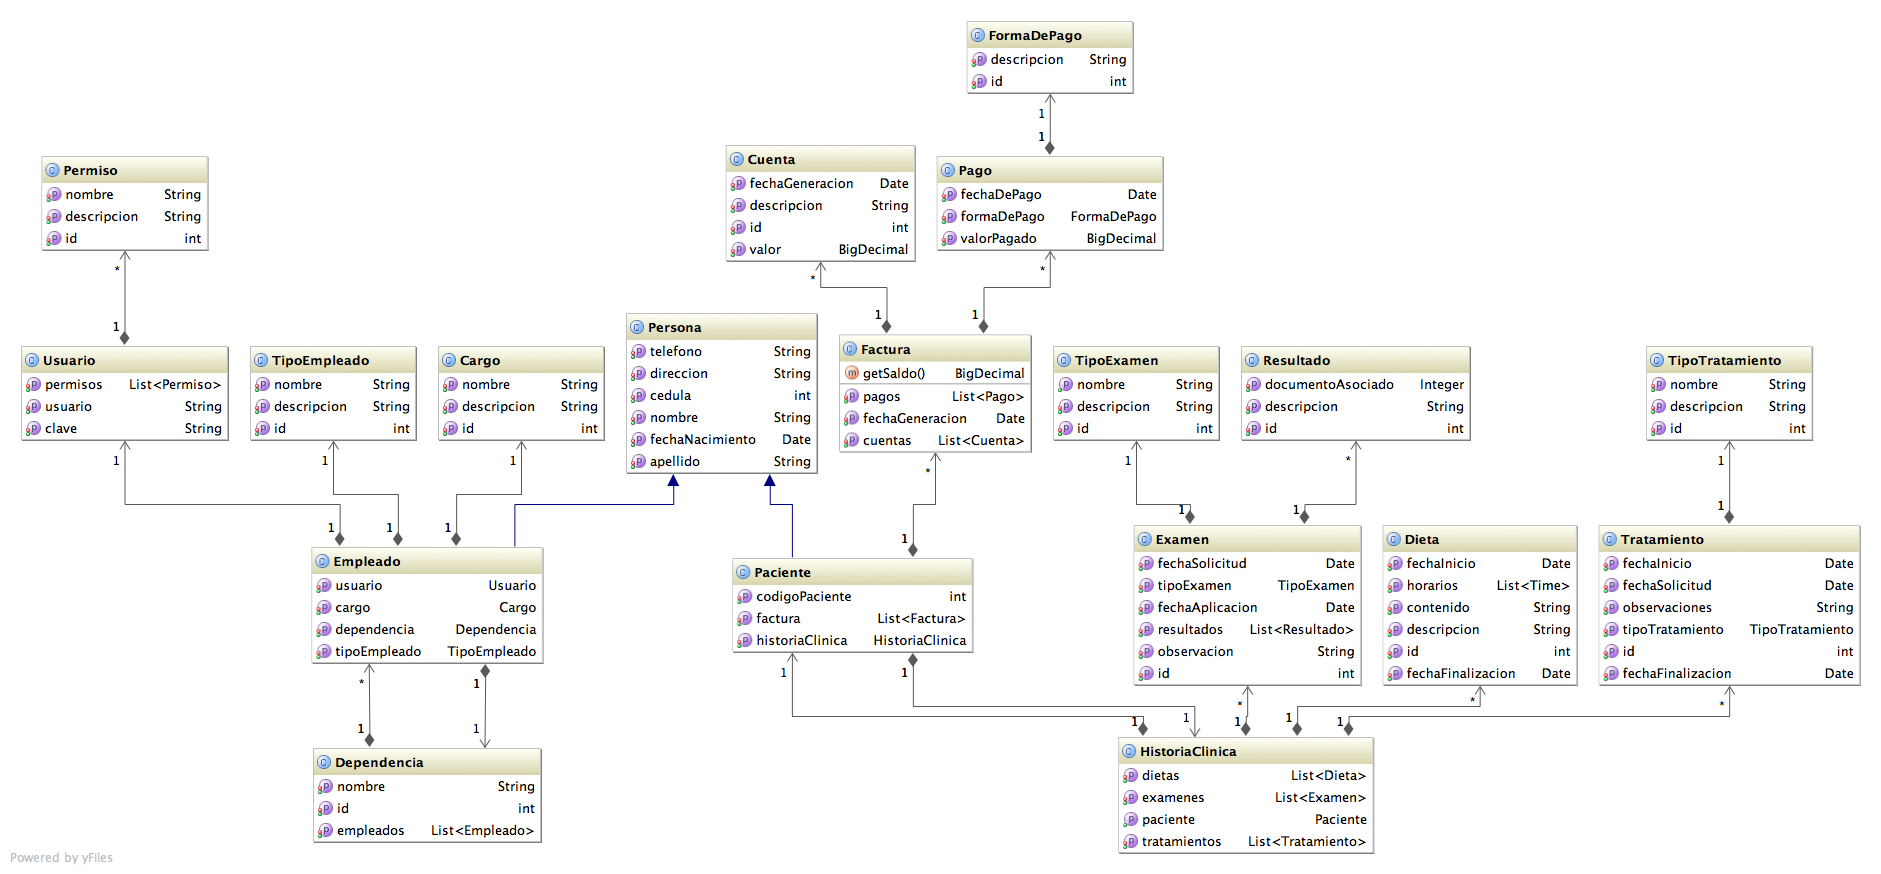 FormaDePago
descripcion String
id int
1
1
Permiso
nombre String
descripcion String
id int
*
1
Cuenta
fechaGeneracion Date
descripcion String
id int
valor BigDecimal
*
1
Pago
fechaDePago Date
formaDePago FormaDePago
valorPagado BigDecimal
*
1
Usuario
permisos List<Permiso>
usuario String
clave String
1
TipoEmpleado
nombre String
descripcion String
id int
1
Cargo
nombre String
descripcion String
id int
1
Persona
telefono String
direccion String
cedula int
nombre String
fechaNacimiento Date
apellido String
Factura
getSaldo() BigDecimal
pagos List<Pago>
fechaGeneracion Date
cuentas List<Cuenta>
*
TipoExamen
nombre String
descripcion String
id int
1
Resultado
documentoAsociado Integer
descripcion String
id int
*
TipoTratamiento
nombre String
descripcion String
id int
1
1
1
1
Empleado
usuario Usuario
cargo Cargo
dependencia Dependencia
tipoEmpleado TipoEmpleado
*
1
1
1
1
Paciente
codigoPaciente int
factura List<Factura>
historiaClinica HistoriaClinica
1
1
1
1
Examen
fechaSolicitud Date
tipoExamen TipoExamen
fechaAplicacion Date
resultados List<Resultado>
observacion String
id int
*
1
Dieta
fechaInicio Date
horarios List<Time>
contenido String
descripcion String
id int
fechaFinalizacion Date
*
1
Tratamiento
fechaInicio Date
fechaSolicitud Date
observaciones String
tipoTratamiento TipoTratamiento
id int
fechaFinalizacion Date
*
1
1
1
1
Dependencia
nombre String
id int
empleados List<Empleado>
HistoriaClinica
dietas List<Dieta>
examenes List<Examen>
paciente Paciente
tratamientos List<Tratamiento>
Powered by yFiles